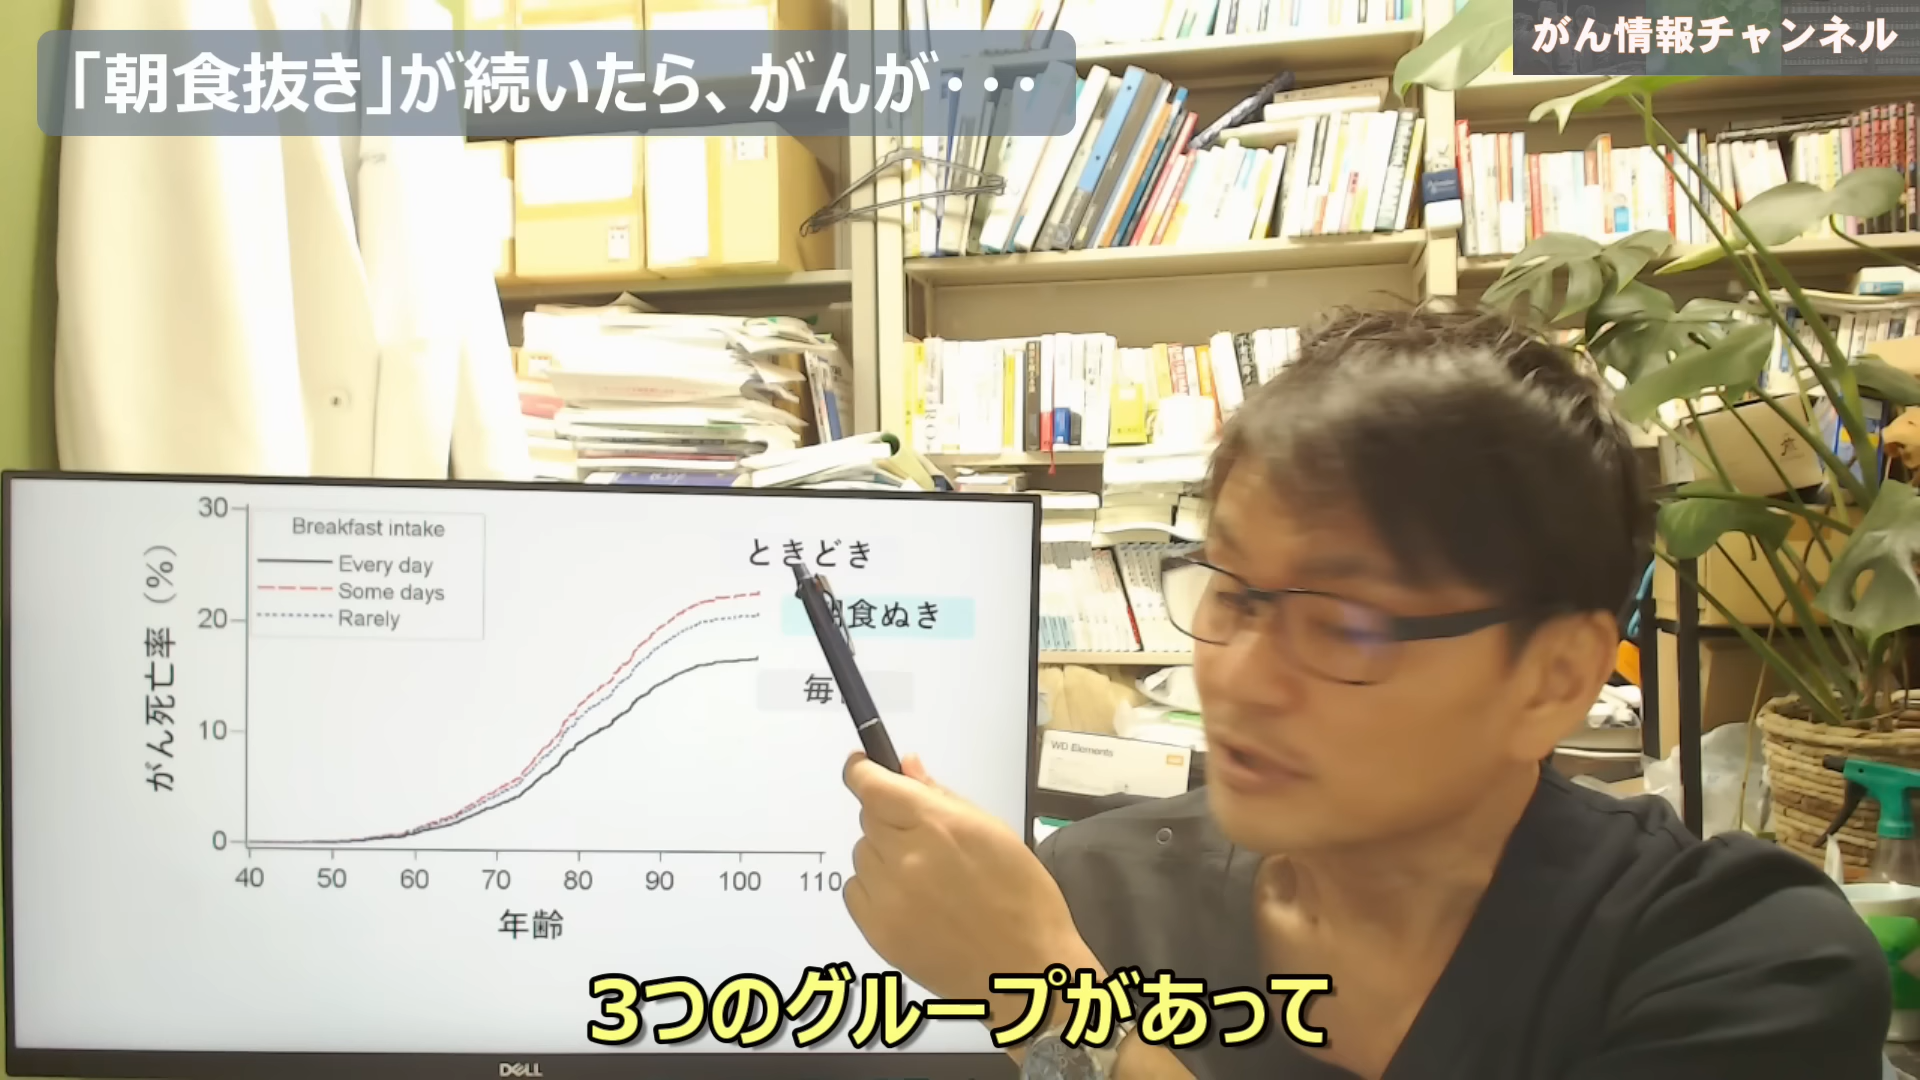 「朝食抜き」が続いたら、がんが・・・
がん情報チャンネル
30
20
10
0
がん死亡率（%）
Breakfast intake
Every day
Some days
Rarely
ときどき
食ぬき
毎
40 50 60 70 80 90 100 110
年齢
WD Elements
3つのグループがあって
DELL